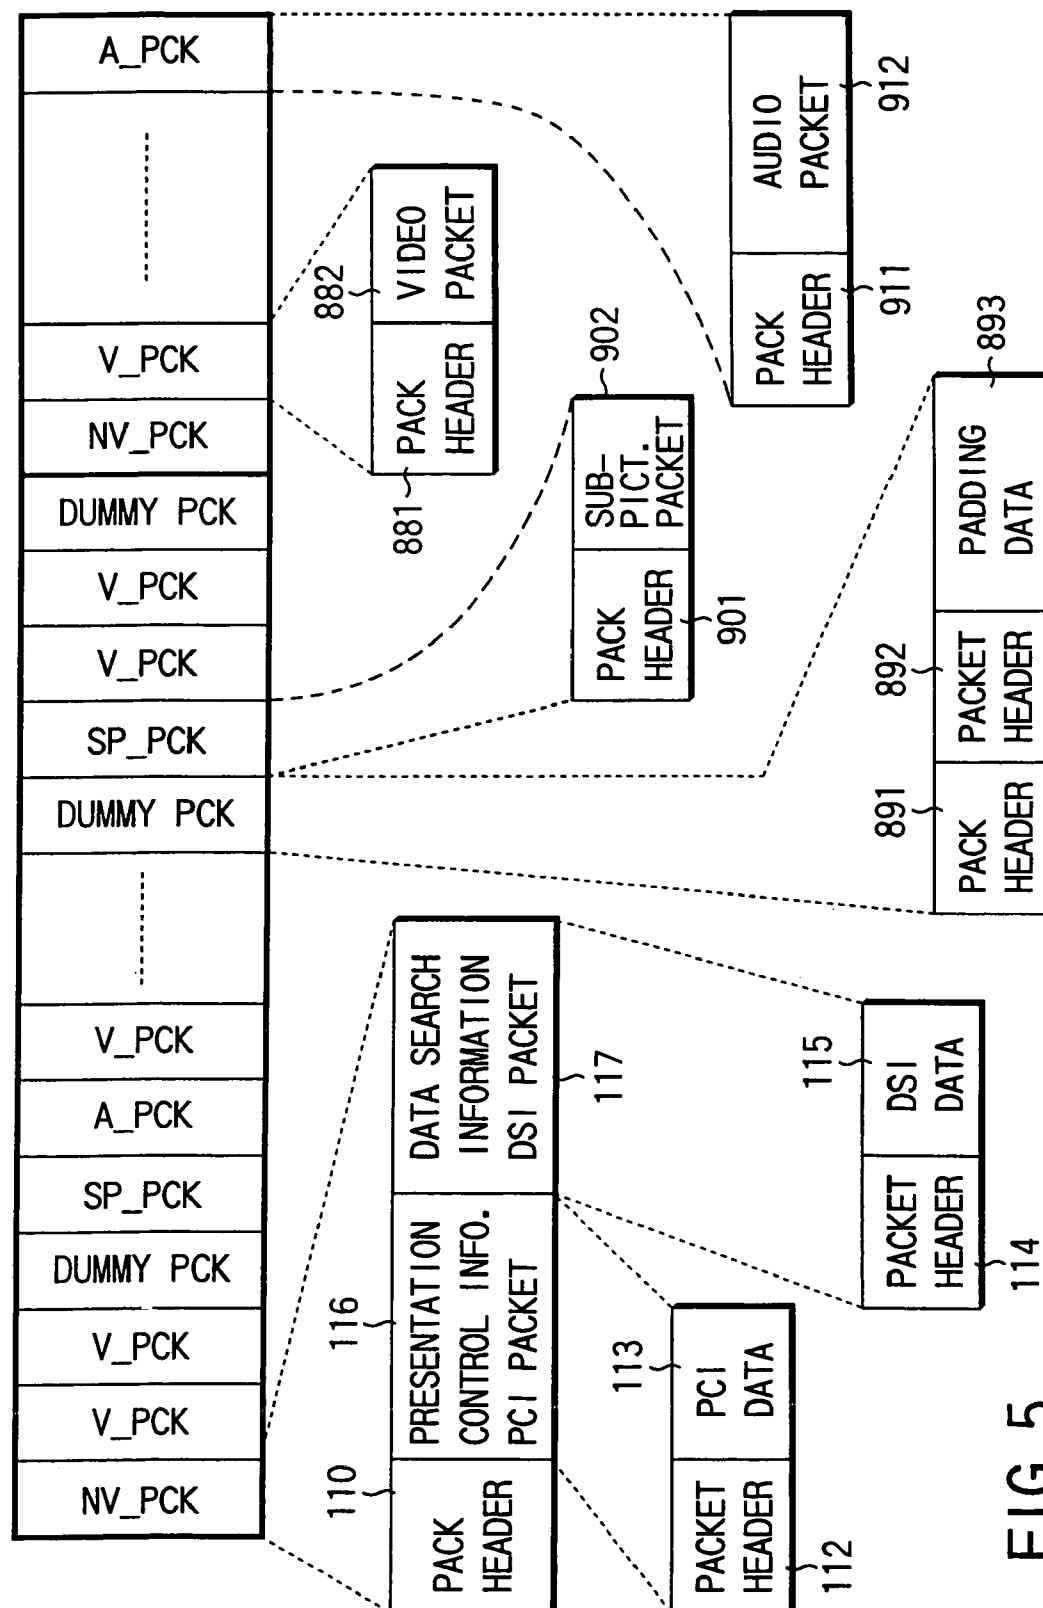 NV_PCK
V_PCK
V_PCK
DUMMY PCK
SP_PCK
A_PCK
V_PCK
DUMMY PCK
SP_PCK
V_PCK
V_PCK
DUMMY PCK
NV_PCK
V_PCK
A_PCK
110
116
PACK
HEADER
PRESENTATION
CONTROL INFO.
PCI PACKET
DATA SEARCH
INFORMATION
DSI PACKET
117
881
882
PACK
HEADER
VIDEO
PACKET
113
PACKET
HEADER
PCI
DATA
112
PACK
HEADER
SUB-
PICT.
PACKET
901
902
115
PACKET
HEADER
DSI
DATA
114
PACK
HEADER
AUDIO
PACKET
911
912
891
892
893
PACK
HEADER
PACKET
HEADER
PADDING
DATA
FIG. 5